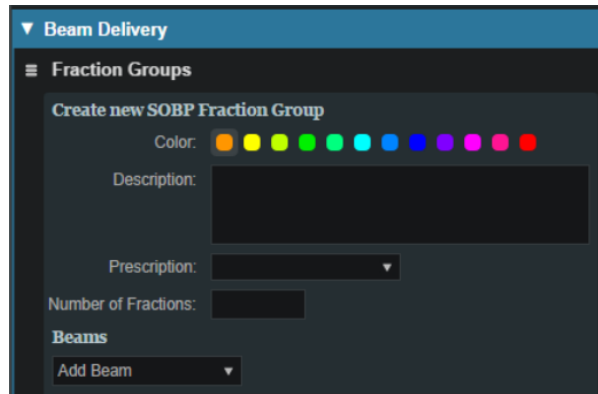 Beam Delivery
Fraction Groups
Create new SOBP Fraction Group
Color:
Description:
Prescription:
Number of Fractions:
Beams
Add Beam